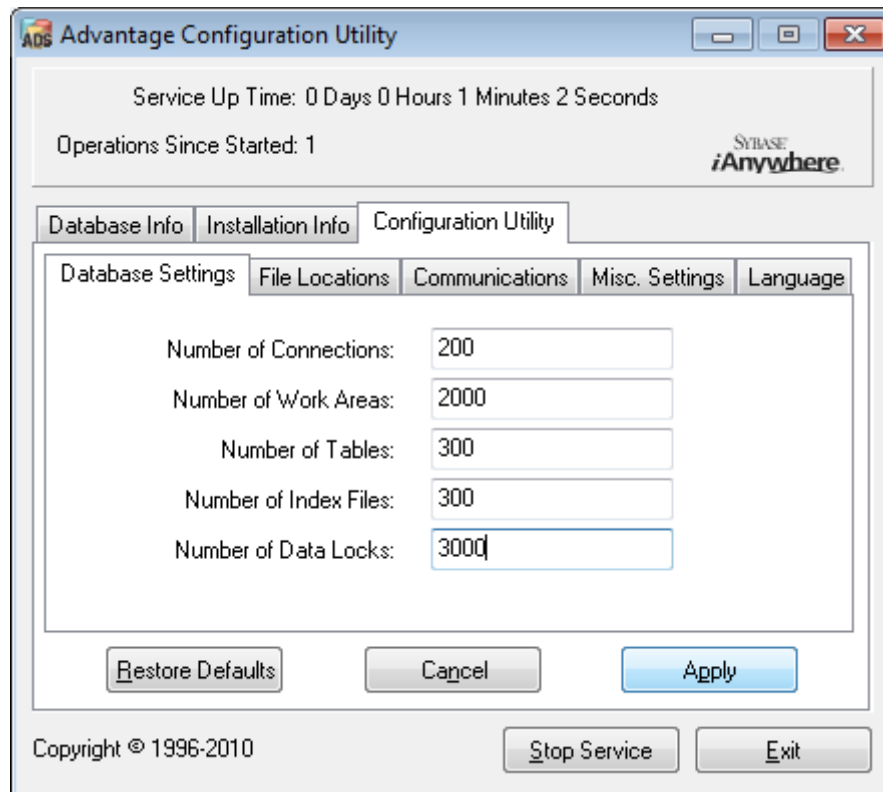 ADS Advantage Configuration Utility
Service Up Time: 0 Days 0 Hours 1 Minutes 2 Seconds
Operations Since Started: 1
SYBASE
iAnywhere.
Database Info Installation Info Configuration Utility
Database Settings File Locations Communications Misc. Settings Language
Number of Connections: 200
Number of Work Areas: 2000
Number of Tables: 300
Number of Index Files: 300
Number of Data Locks: 3000
Restore Defaults Cancel Apply
Copyright © 1996-2010 Stop Service Exit